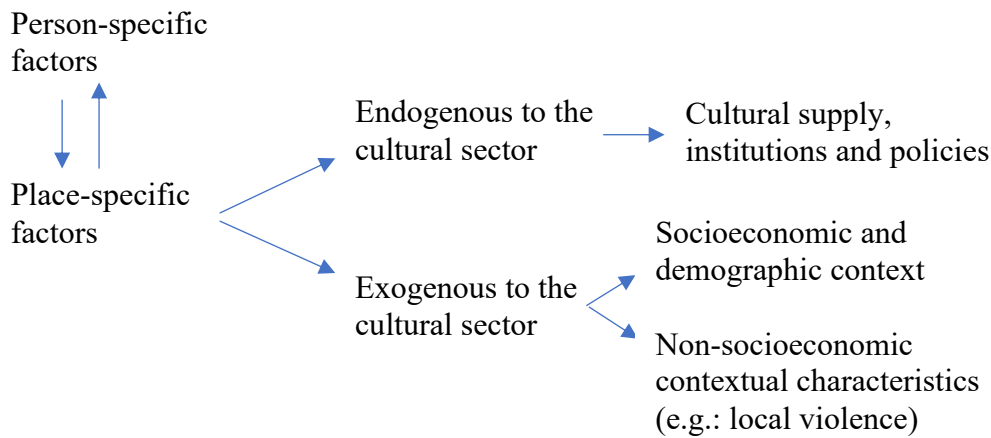 Person-specific
factors
Place-specific
factors
Endogenous to the
cultural sector
Cultural supply,
institutions and policies
Exogenous to the
cultural sector
Socioeconomic and
demographic context
Non-socioeconomic
contextual characteristics
(e.g.: local violence)